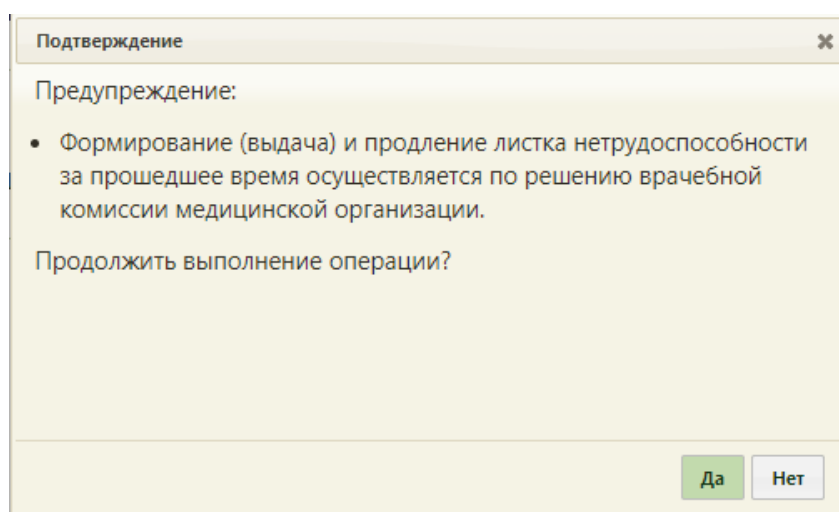 Подтверждение
Предупреждение:
• Формирование (выдача) и продление листка нетрудоспособности
за прошедшее время осуществляется по решению врачебной
комиссии медицинской организации.
Продолжить выполнение операции?
Да Нет